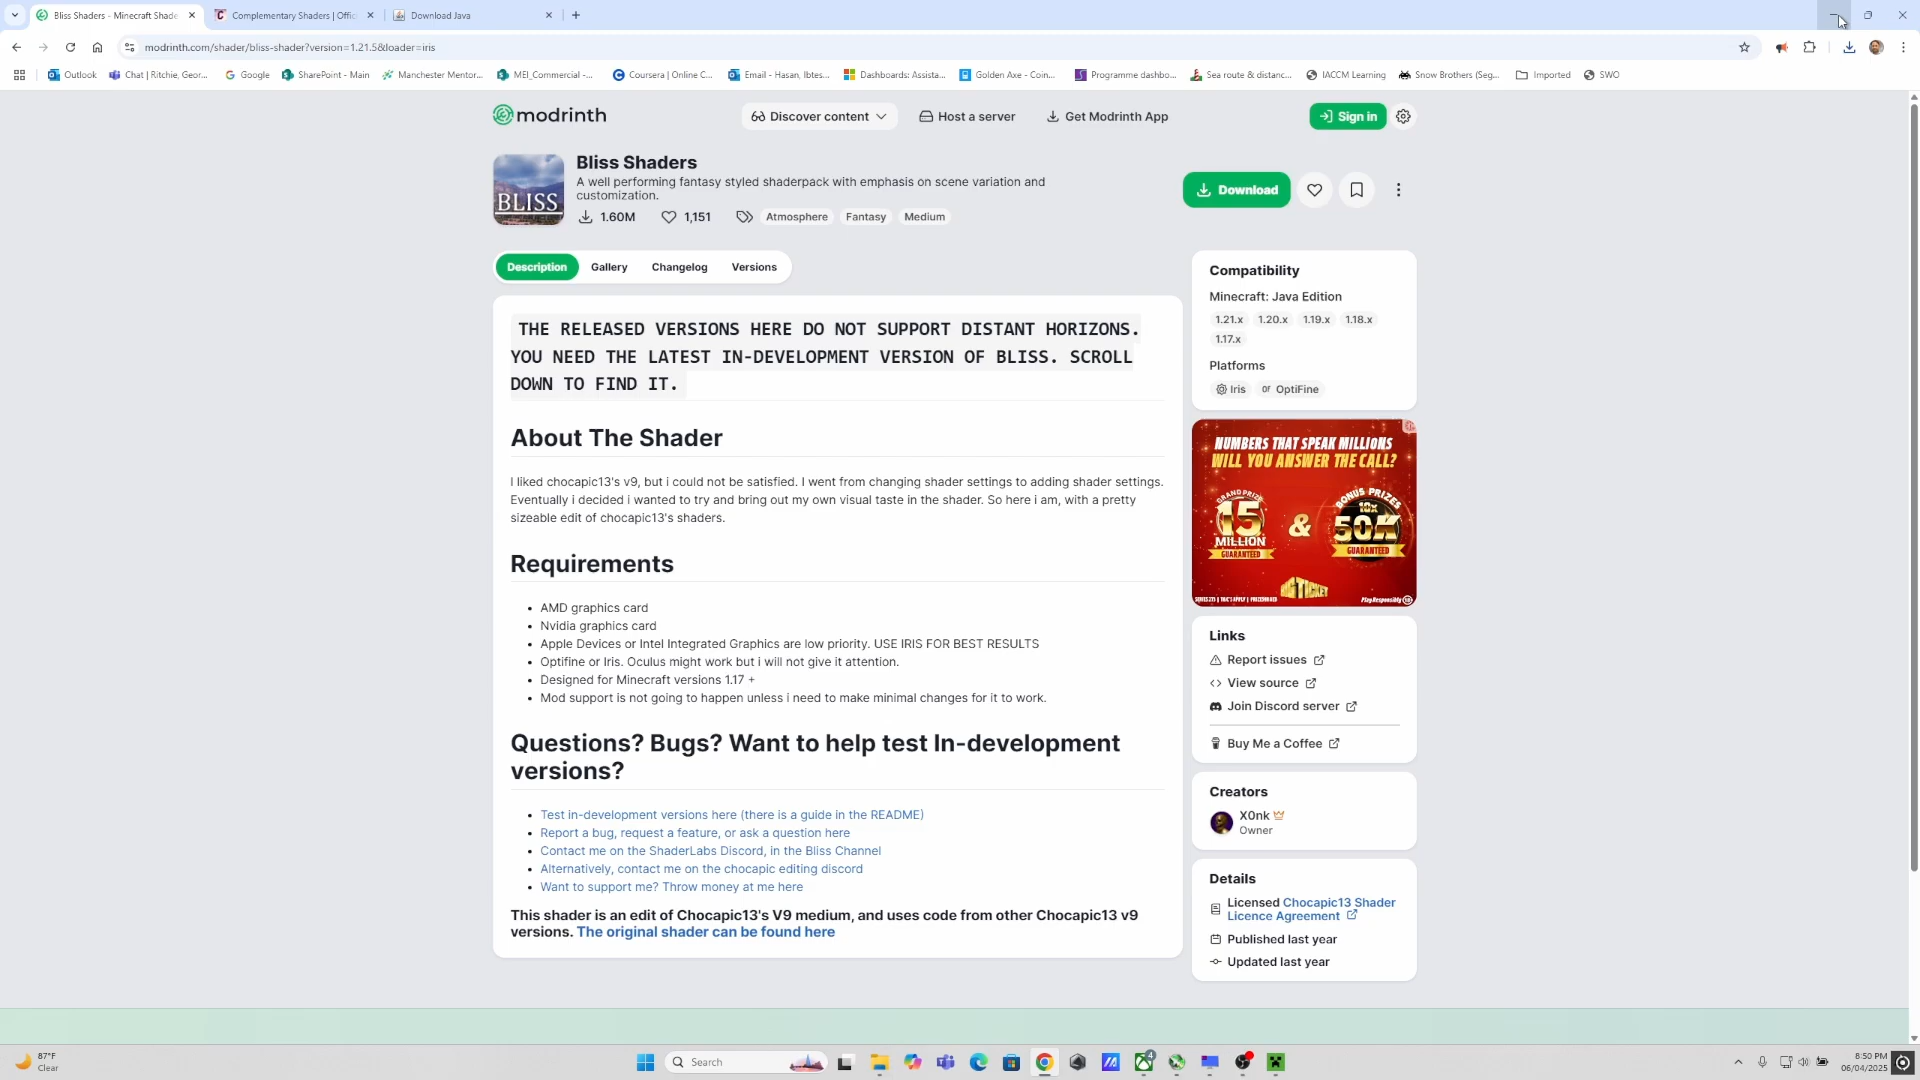 Bliss Shaders - Minecraft Shade
Complementary Shaders | Offic
Download Java
modrinth.com/shader/bliss-shader?version=1.21.5&loader=iris
Outlook
Chat | Ritchie, Geor...
Google
SharePoint - Main
Manchester Mentor...
MEI_Commercial -...
Coursera | Online C...
Email - Hasan, Ibtes...
Dashboards: Assista...
Golden Axe - Coin...
Programme dashbo...
Sea route & distanc...
IACCM Learning
Snow Brothers (Seg...
Imported
SWO
modrinth
Discover content
Host a server
Get Modrinth App
Sign in
BLISS
Bliss Shaders
A well performing fantasy styled shaderpack with emphasis on scene variation and
customization.
1.60M
1,151
Atmosphere
Fantasy
Medium
Download
Description
Gallery
Changelog
Versions
THE RELEASED VERSIONS HERE DO NOT SUPPORT DISTANT HORIZONS.
YOU NEED THE LATEST IN-DEVELOPMENT VERSION OF BLISS. SCROLL
DOWN TO FIND IT.
About The Shader
I liked chocapic13's v9, but i could not be satisfied. I went from changing shader settings to adding shader settings.
Eventually i decided i wanted to try and bring out my own visual taste in the shader. So here i am, with a pretty
sizeable edit of chocapic13's shaders.
Requirements
AMD graphics card
Nvidia graphics card
Apple Devices or Intel Integrated Graphics are low priority. USE IRIS FOR BEST RESULTS
Optifine or Iris. Oculus might work but i will not give it attention.
Designed for Minecraft versions 1.17 +
Mod support is not going to happen unless i need to make minimal changes for it to work.
Questions? Bugs? Want to help test In-development
versions?
Test in-development versions here (there is a guide in the README)
Report a bug, request a feature, or ask a question here
Contact me on the ShaderLabs Discord, in the Bliss Channel
Alternatively, contact me on the chocapic editing discord
Want to support me? Throw money at me here
This shader is an edit of Chocapic13's V9 medium, and uses code from other Chocapic13 v9
versions. The original shader can be found here
Compatibility
Minecraft: Java Edition
1.21.x
1.20.x
1.19.x
1.18.x
1.17.x
Platforms
Iris
or OptiFine
NUMBERS THAT SPEAK MILLIONS
WILL YOU ANSWER THE CALL?
GRAND PRIZE
15
MILLION
GUARANTEED
&
BONUS PRIZES
10x
50K
GUARANTEED
BIG TICKET
Links
Report issues
View source
Join Discord server
Buy Me a Coffee
Creators
X0nk
Owner
Details
Licensed Chocapic13 Shader
Licence Agreement
Published last year
Updated last year
87°F
Clear
Search
4
8:50 PM
06/04/2025